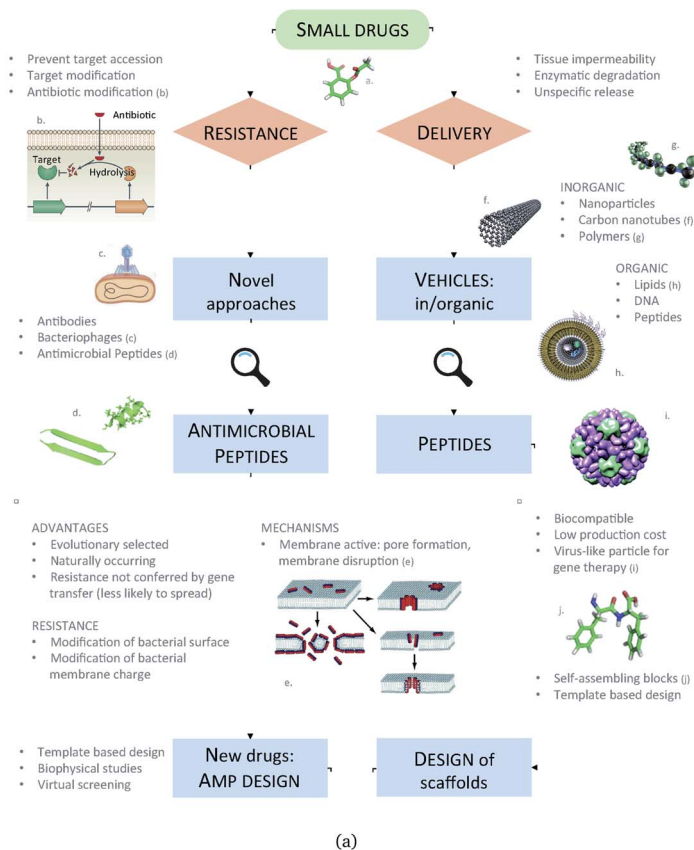 SMALL DRUGS
• Prevent target accession
• Target modification
• Antibiotic modification (b)
a.
• Tissue impermeability
• Enzymatic degradation
• Unspecific release
b.
Antibiotic
Target
Hydrolysis
RESISTANCE
DELIVERY
g.
f.
INORGANIC
• Nanoparticles
• Carbon nanotubes (f)
• Polymers (g)
c.
Novel
approaches
VEHICLES:
in/organic
ORGANIC
• Lipids (h)
• DNA
• Peptides
• Antibodies
• Bacteriophages (c)
• Antimicrobial Peptides (d)
h.
d.
ANTIMICROBIAL
PEPTIDES
PEPTIDES
i.
ADVANTAGES
• Evolutionary selected
• Naturally occurring
• Resistance not conferred by gene
transfer (less likely to spread)
RESISTANCE
• Modification of bacterial surface
• Modification of bacterial
membrane charge
MECHANISMS
• Membrane active: pore formation,
membrane disruption (e)
e.
• Biocompatible
• Low production cost
• Virus-like particle for
gene therapy (i)
j.
• Self-assembling blocks (j)
• Template based design
• Template based design
• Biophysical studies
• Virtual screening
New drugs:
AMP DESIGN
DESIGN of
scaffolds
(a)